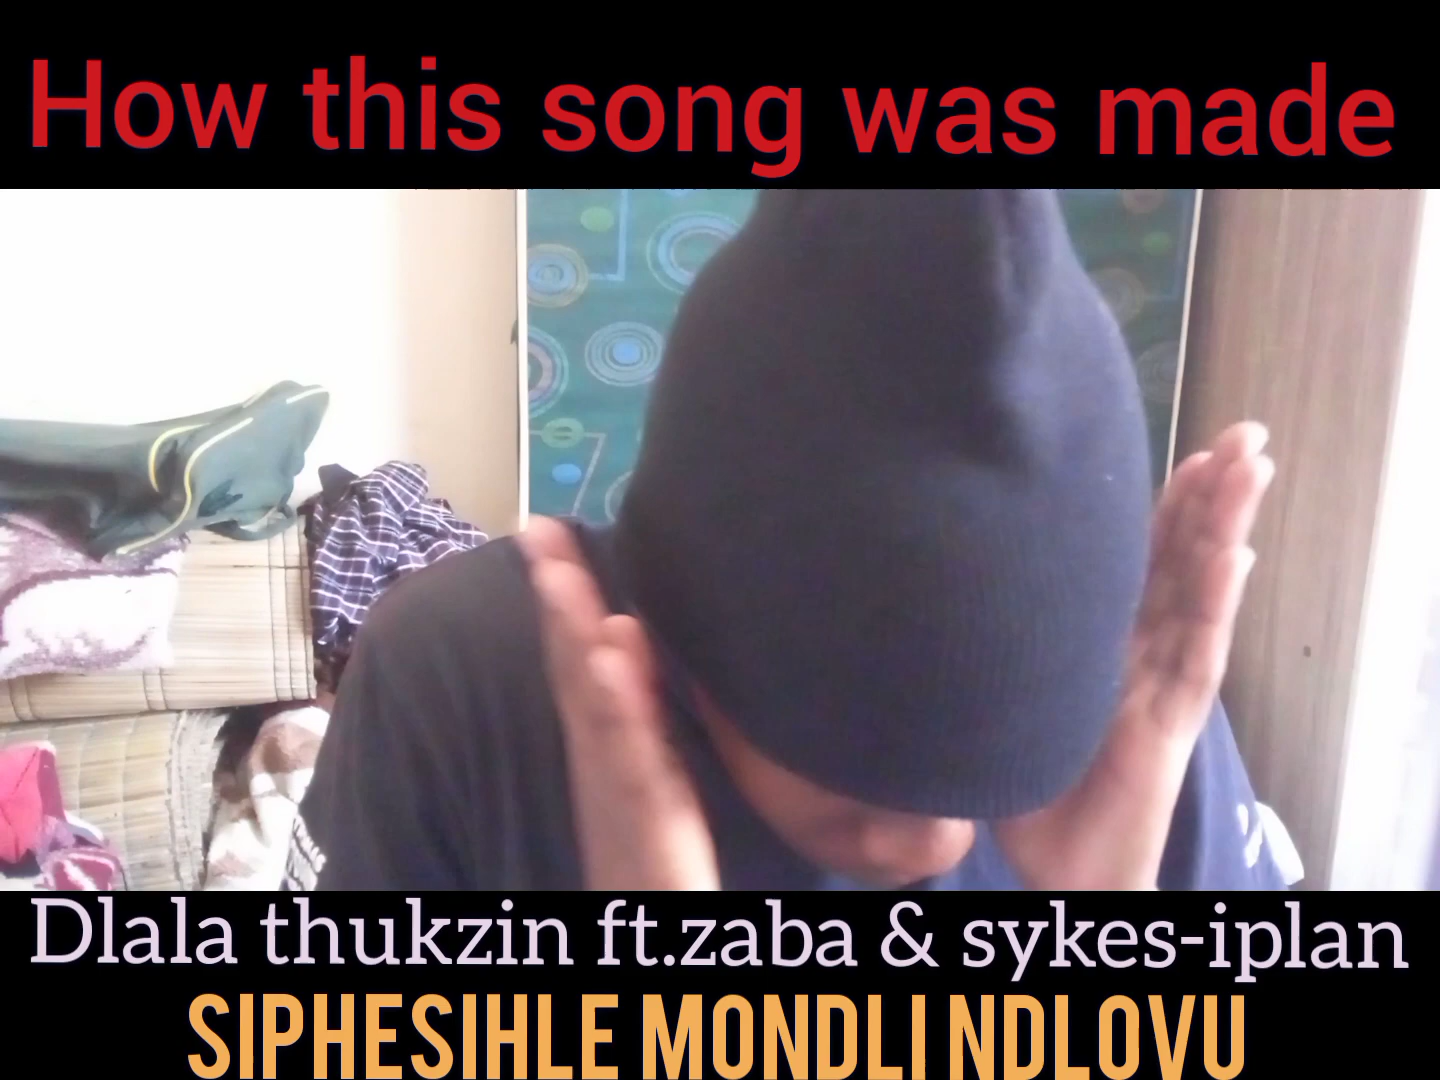 How this song was made
Dlala thukzin ft.zaba & sykes-iplan
SIPHESIHLE MONDLI NDLOVU